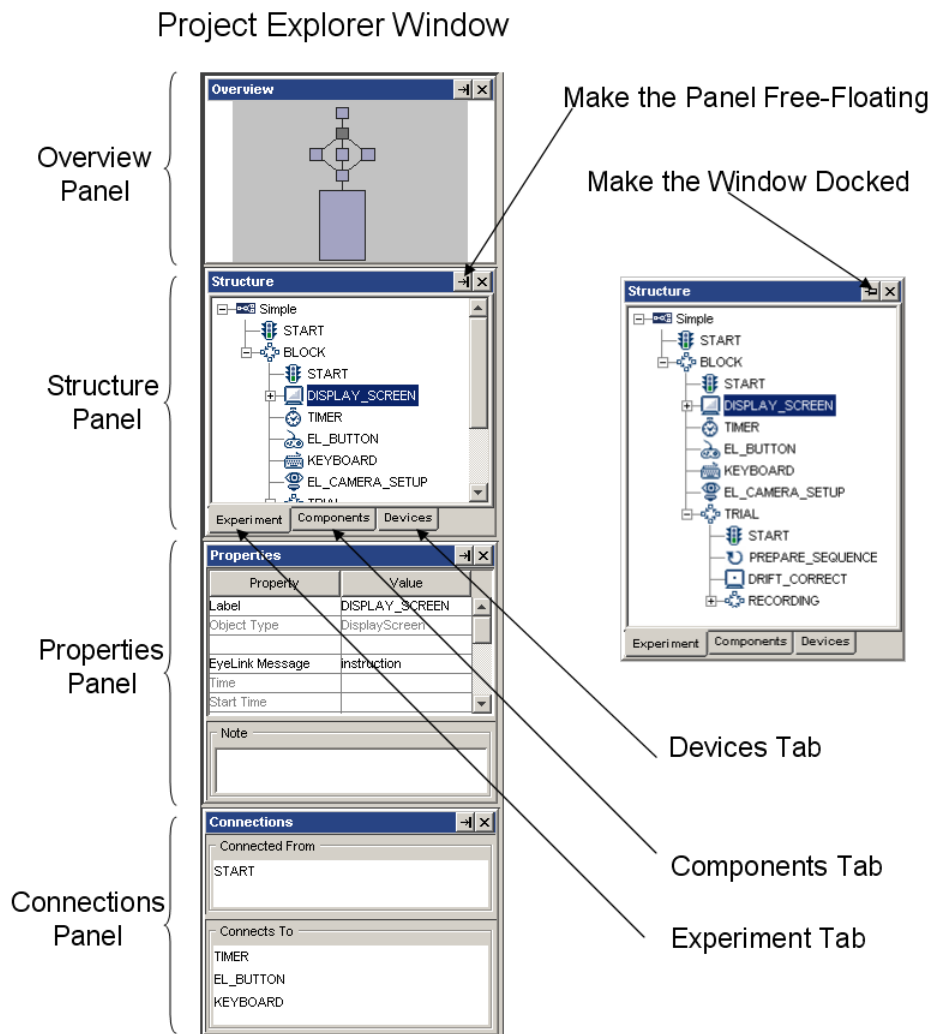 Project Explorer Window
Overview
Overview
Panel
Make the Panel Free-Floating
Make the Window Docked
Structure
Simple
START
BLOCK
START
DISPLAY_SCREEN
TIMER
EL_BUTTON
KEYBOARD
EL_CAMERA_SETUP
TRIAL
Experiment Components Devices
Structure
Panel
Structure
Simple
START
BLOCK
START
DISPLAY_SCREEN
TIMER
EL_BUTTON
KEYBOARD
EL_CAMERA_SETUP
TRIAL
START
PREPARE_SEQUENCE
DRIFT_CORRECT
RECORDING
Experiment Components Devices
Properties
Property Value
Label DISPLAY_SCREEN
Object Type DisplayScreen
EyeLink Message instruction
Time
Start Time
Note
Properties
Panel
Devices Tab
Connections
Connected From
START
Connects To
TIMER
EL_BUTTON
KEYBOARD
Connections
Panel
Components Tab
Experiment Tab